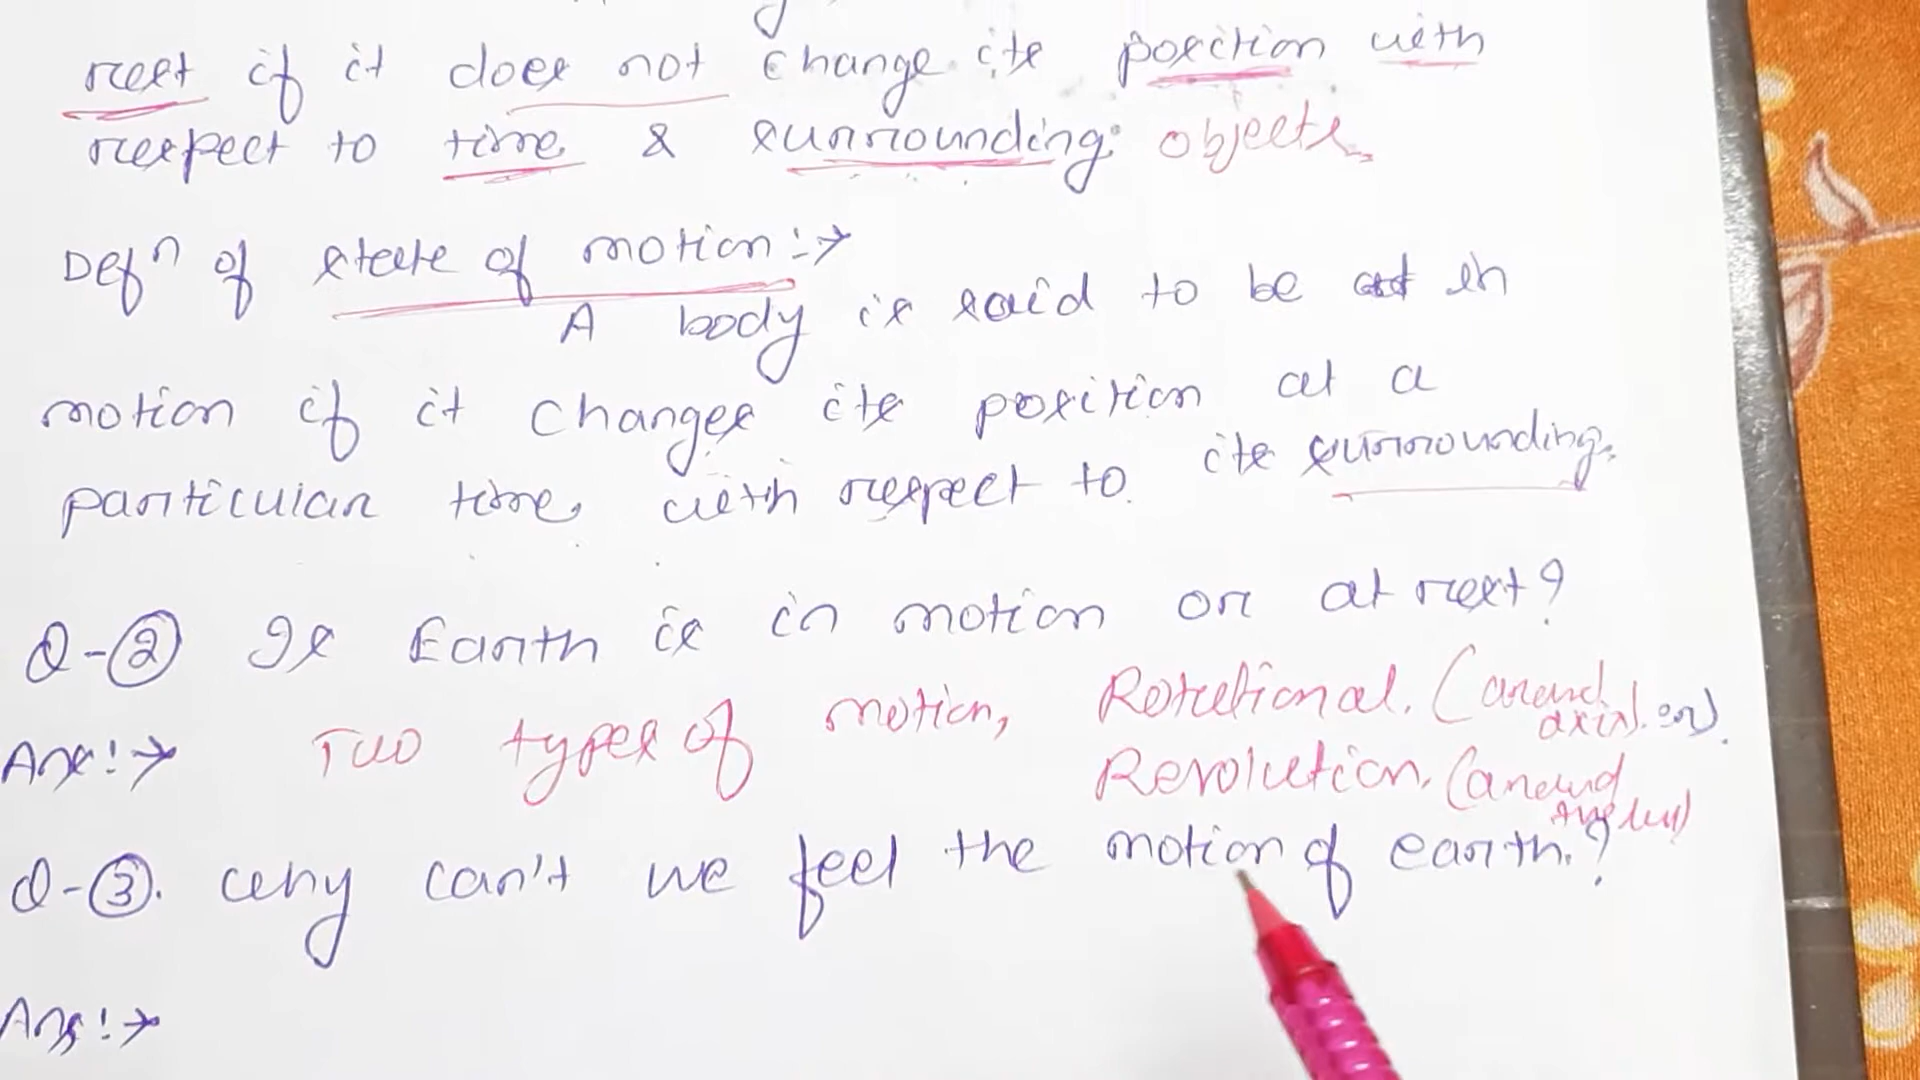 rest if it does not change its position with
respect to time & surrounding objects.
Defⁿ of state of motion:→
A body is said to be in
motion if it changes its position at a
particular time, with respect to its surrounding.
Q-② Is Earth is in motion or at rest?
Ans:→ Two types of motion, Rotational. (around
axis)
Revolution. (around
Q-③. Why can't we feel the motion of earth.?
Ans:→